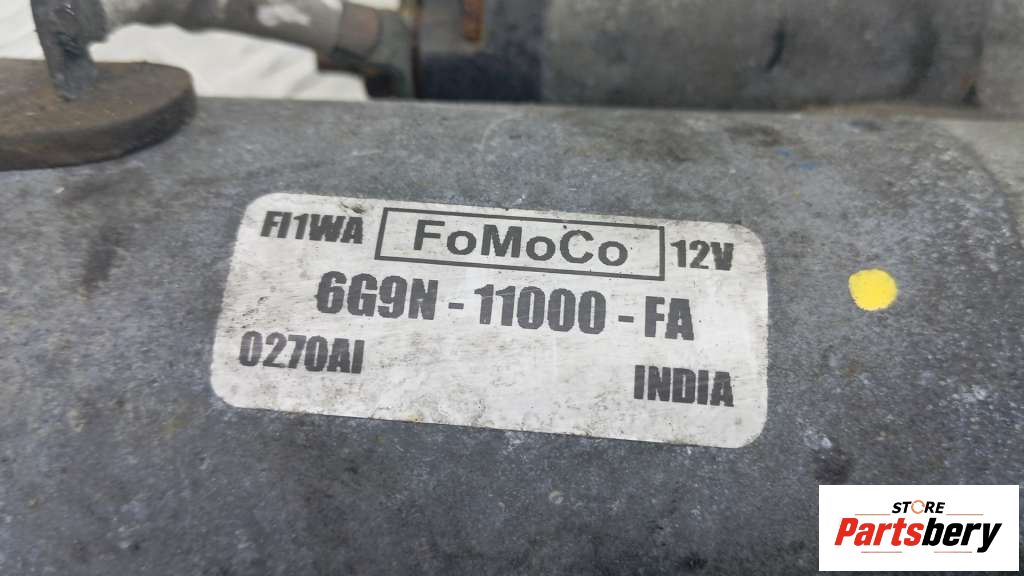 FI1WA FoMoCo 12V
6G9N - 11000 - FA
0270AI
INDIA
STORE
Partsbery